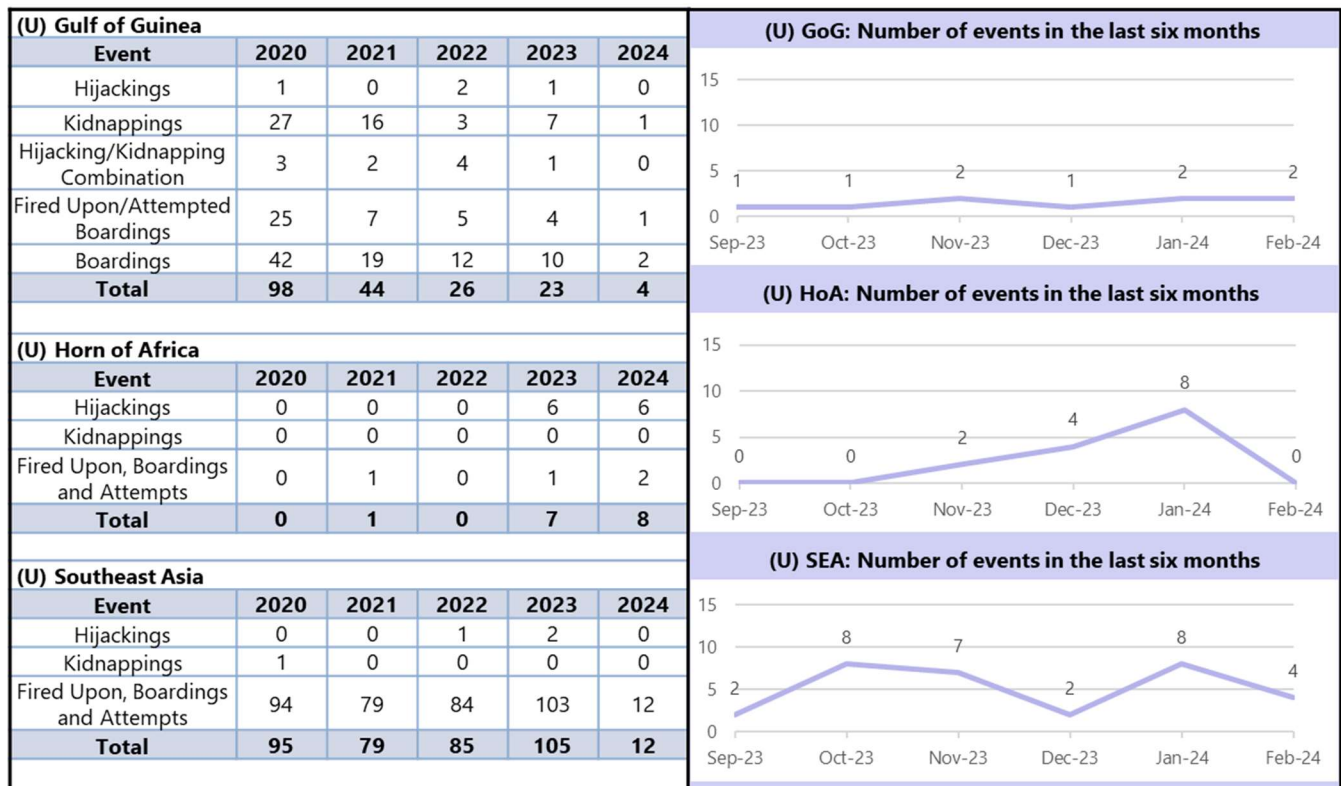 (U) Gulf of Guinea
Event 2020 2021 2022 2023 2024
Hijackings 1 0 2 1 0
Kidnappings 27 16 3 7 1
Hijacking/Kidnapping
Combination 3 2 4 1 0
Fired Upon/Attempted
Boardings 25 7 5 4 1
Boardings 42 19 12 10 2
Total 98 44 26 23 4
(U) Horn of Africa
Event 2020 2021 2022 2023 2024
Hijackings 0 0 0 6 6
Kidnappings 0 0 0 0 0
Fired Upon, Boardings
and Attempts 0 1 0 1 2
Total 0 1 0 7 8
(U) Southeast Asia
Event 2020 2021 2022 2023 2024
Hijackings 0 0 1 2 0
Kidnappings 1 0 0 0 0
Fired Upon, Boardings
and Attempts 94 79 84 103 12
Total 95 79 85 105 12
(U) GoG: Number of events in the last six months
15
10
5
0
1 1 2 1 2 2
Sep-23 Oct-23 Nov-23 Dec-23 Jan-24 Feb-24
(U) HoA: Number of events in the last six months
15
10
5
0
0 0 2 4 8 0
Sep-23 Oct-23 Nov-23 Dec-23 Jan-24 Feb-24
(U) SEA: Number of events in the last six months
15
10
5
0
2 8 7 2 8 4
Sep-23 Oct-23 Nov-23 Dec-23 Jan-24 Feb-24